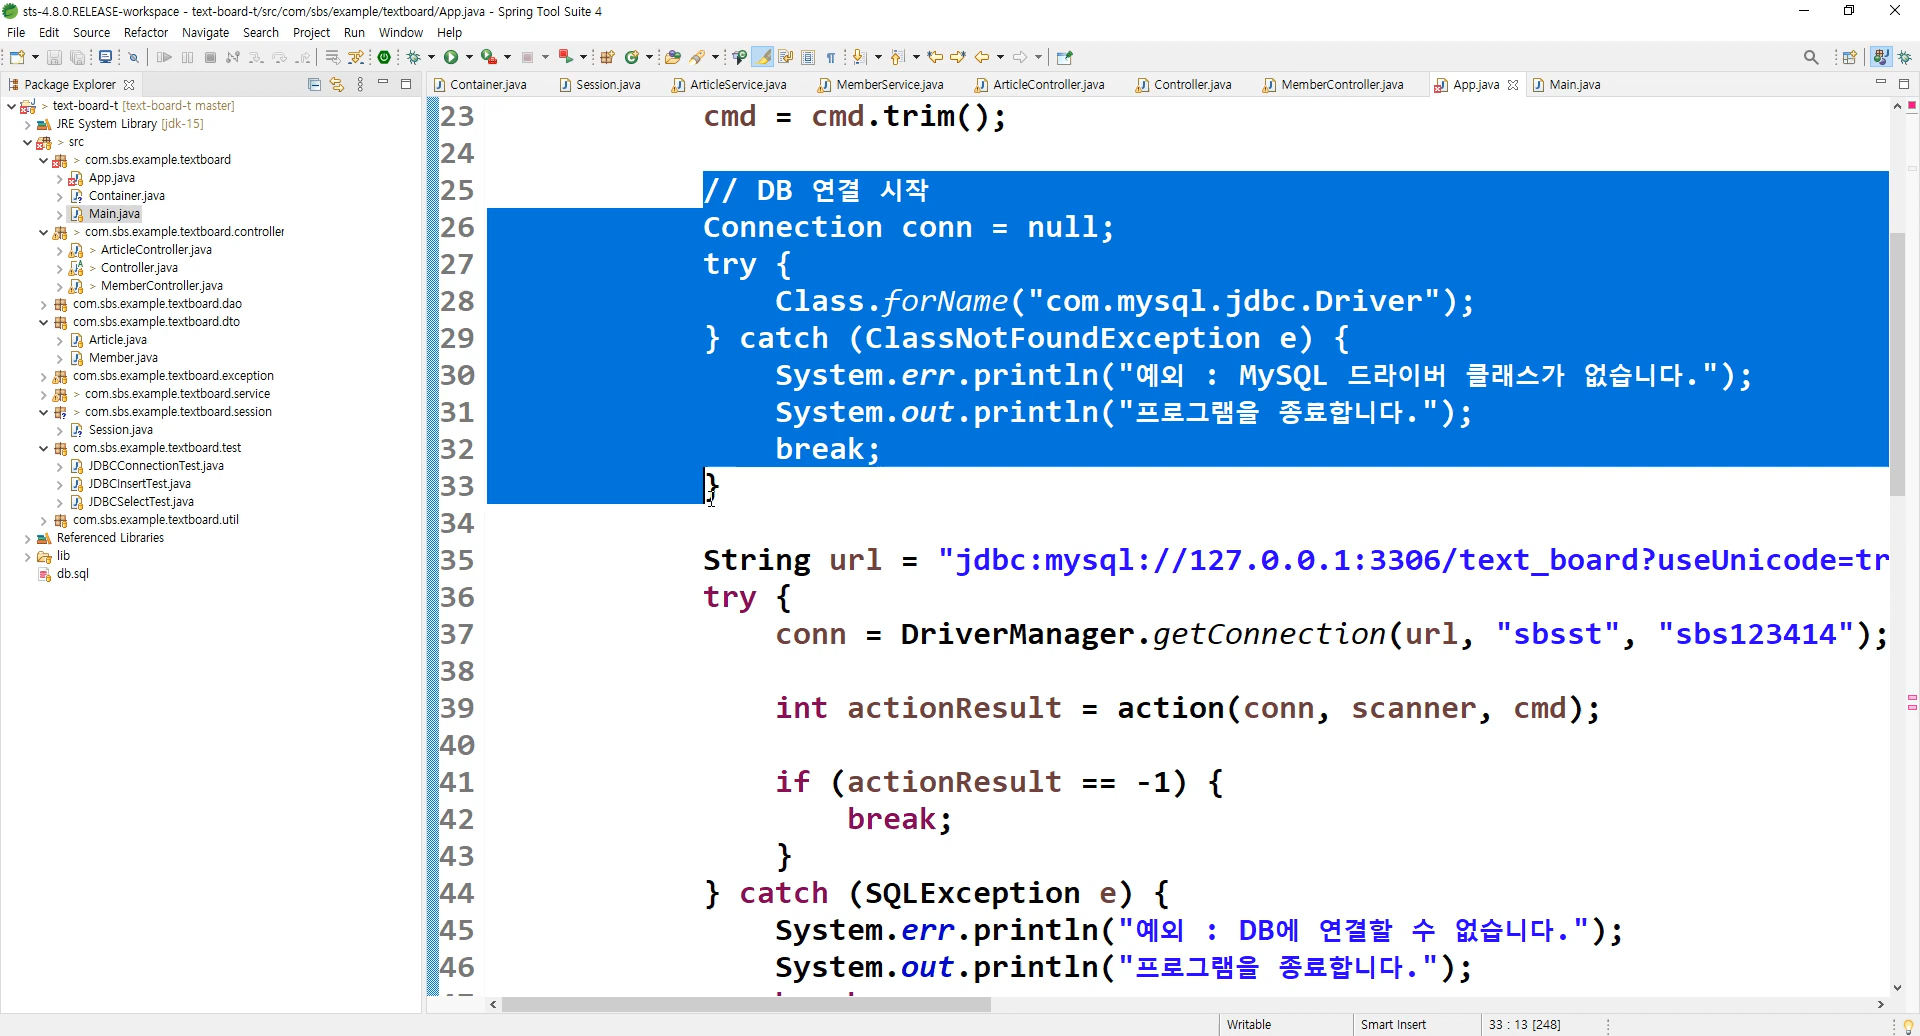 sts-4.8.0.RELEASE-workspace - text-board-t/src/com/sbs/example/textboard/App.java - Spring Tool Suite 4
File Edit Source Refactor Navigate Search Project Run Window Help
Package Explorer
Container.java Session.java ArticleService.java MemberService.java ArticleController.java Controller.java MemberController.java App.java Main.java
> text-board-t [text-board-t master]
JRE System Library [jdk-15]
> src
> com.sbs.example.textboard
App.java
Container.java
Main.java
> com.sbs.example.textboard.controller
> ArticleController.java
> Controller.java
> MemberController.java
com.sbs.example.textboard.dao
com.sbs.example.textboard.dto
Article.java
Member.java
com.sbs.example.textboard.exception
> com.sbs.example.textboard.service
> com.sbs.example.textboard.session
Session.java
com.sbs.example.textboard.test
JDBCConnectionTest.java
JDBCInsertTest.java
JDBCSelectTest.java
com.sbs.example.textboard.util
Referenced Libraries
lib
db.sql
23 cmd = cmd.trim();
24
25 // DB 연결 시작
26 Connection conn = null;
27 try {
28 Class.forName("com.mysql.jdbc.Driver");
29 } catch (ClassNotFoundException e) {
30 System.err.println("예외 : MySQL 드라이버 클래스가 없습니다.");
31 System.out.println("프로그램을 종료합니다.");
32 break;
33 }
34
35 String url = "jdbc:mysql://127.0.0.1:3306/text_board?useUnicode=tr
36 try {
37 conn = DriverManager.getConnection(url, "sbsst", "sbs123414");
38
39 int actionResult = action(conn, scanner, cmd);
40
41 if (actionResult == -1) {
42 break;
43 }
44 } catch (SQLException e) {
45 System.err.println("예외 : DB에 연결할 수 없습니다.");
46 System.out.println("프로그램을 종료합니다.");
Writable Smart Insert 33 : 13 [248]